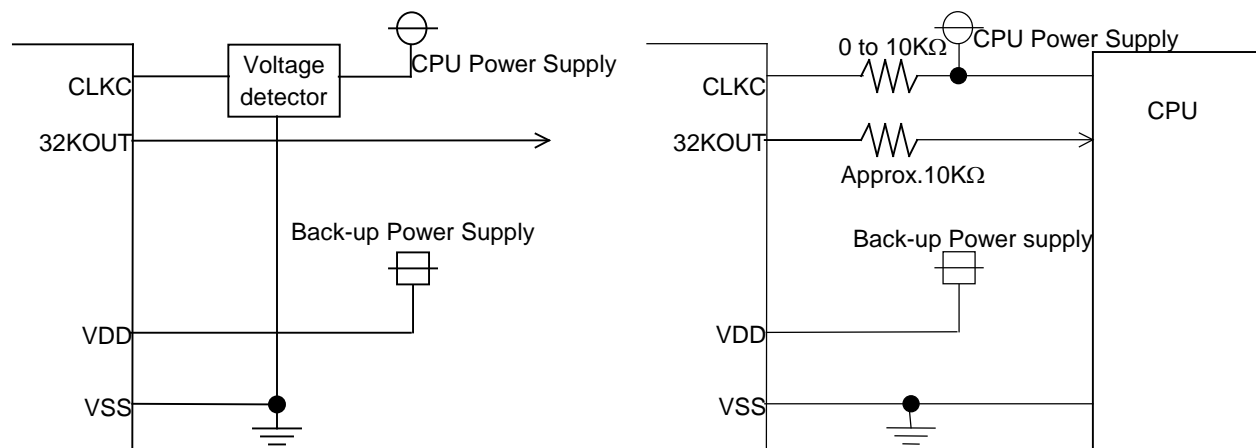 CPU Power Supply
Voltage
detector
CLKC
32KOUT
Back-up Power Supply
VDD
VSS
0 to 10KΩ
CPU Power Supply
CLKC
CPU
32KOUT
Approx.10KΩ
Back-up Power supply
VDD
VSS